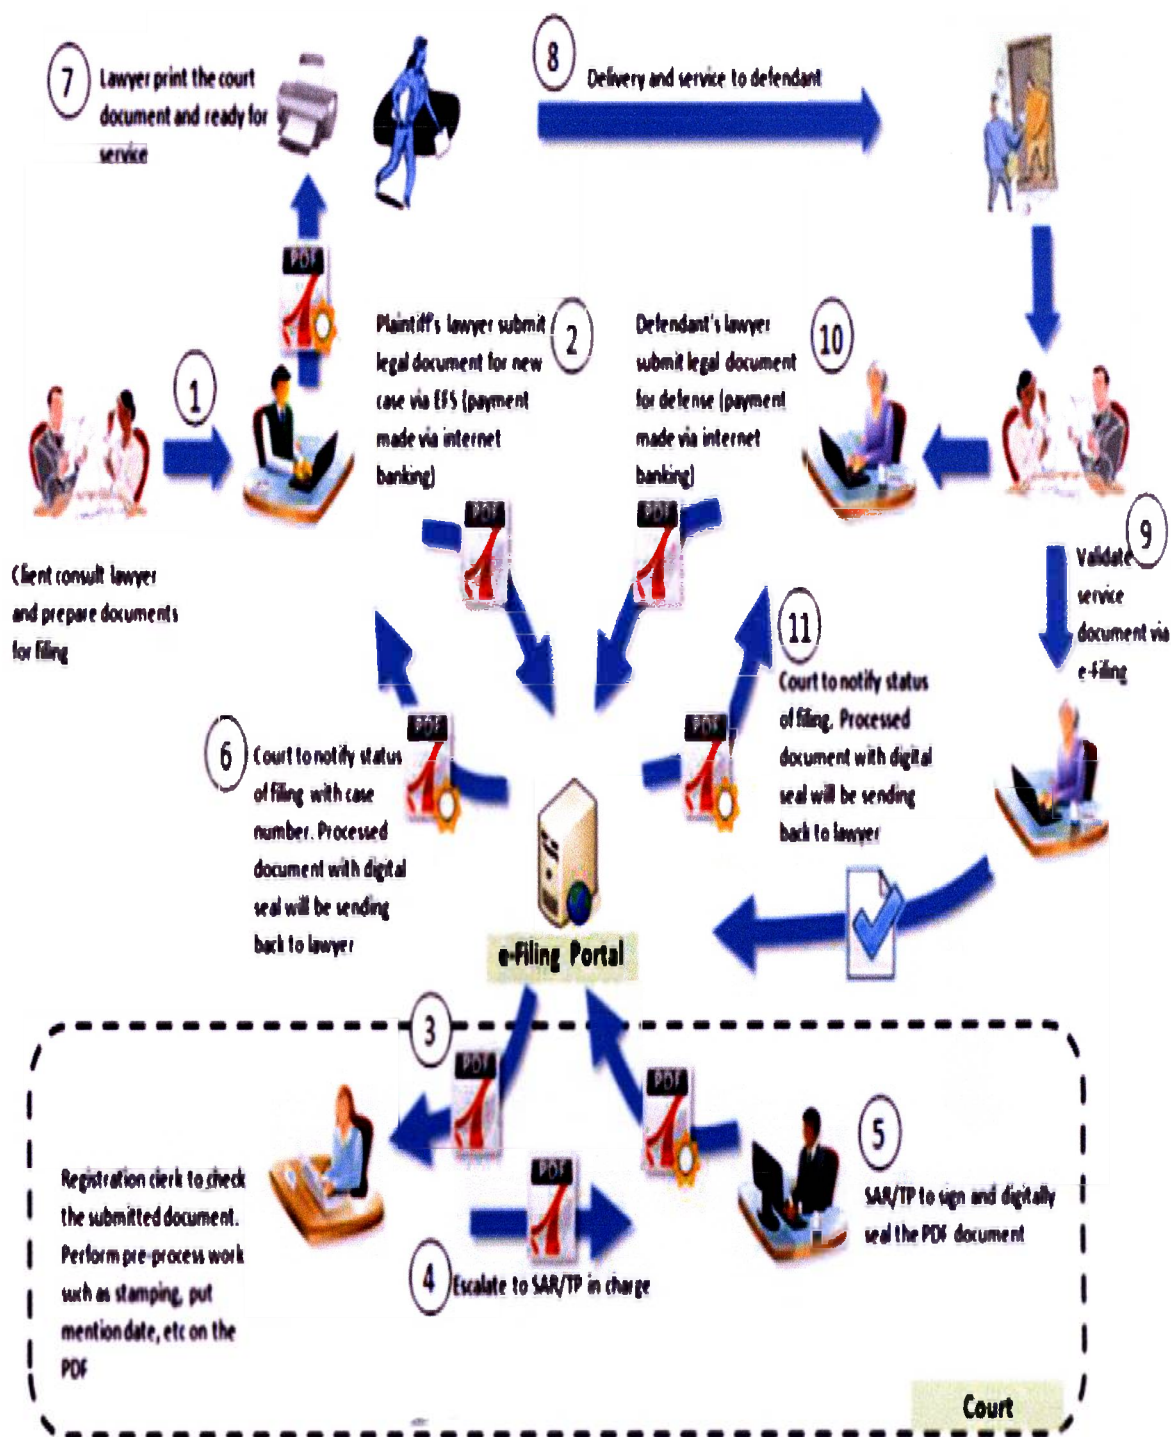 7
Lawyer print the court
document and ready for
service
8
Delivery and service to defendant
PDF
1
Client consult lawyer
and prepare documents
for filing
Plaintiff's lawyer submit
legal document for new
case via EFS (payment
made via internet
banking)
2
Defendant's lawyer
submit legal document
for defense (payment
made via internet
banking)
10
PDF
PDF
9
Validate
service
document via
e-Filing
11
Court to notify status
of filing. Processed
document with digital
seal will be sending
back to lawyer
PDF
PDF
6
Court to notify status
of filing with case
number. Processed
document with digital
seal will be sending
back to lawyer
e-Filing Portal
3
PDF
PDF
Registration clerk to check
the submitted document.
Perform pre-process work
such as stamping, put
mention date, etc on the
PDF
PDF
4
Escalate to SAR/TP in charge
5
SAR/TP to sign and digitally
seal the PDF document
Court